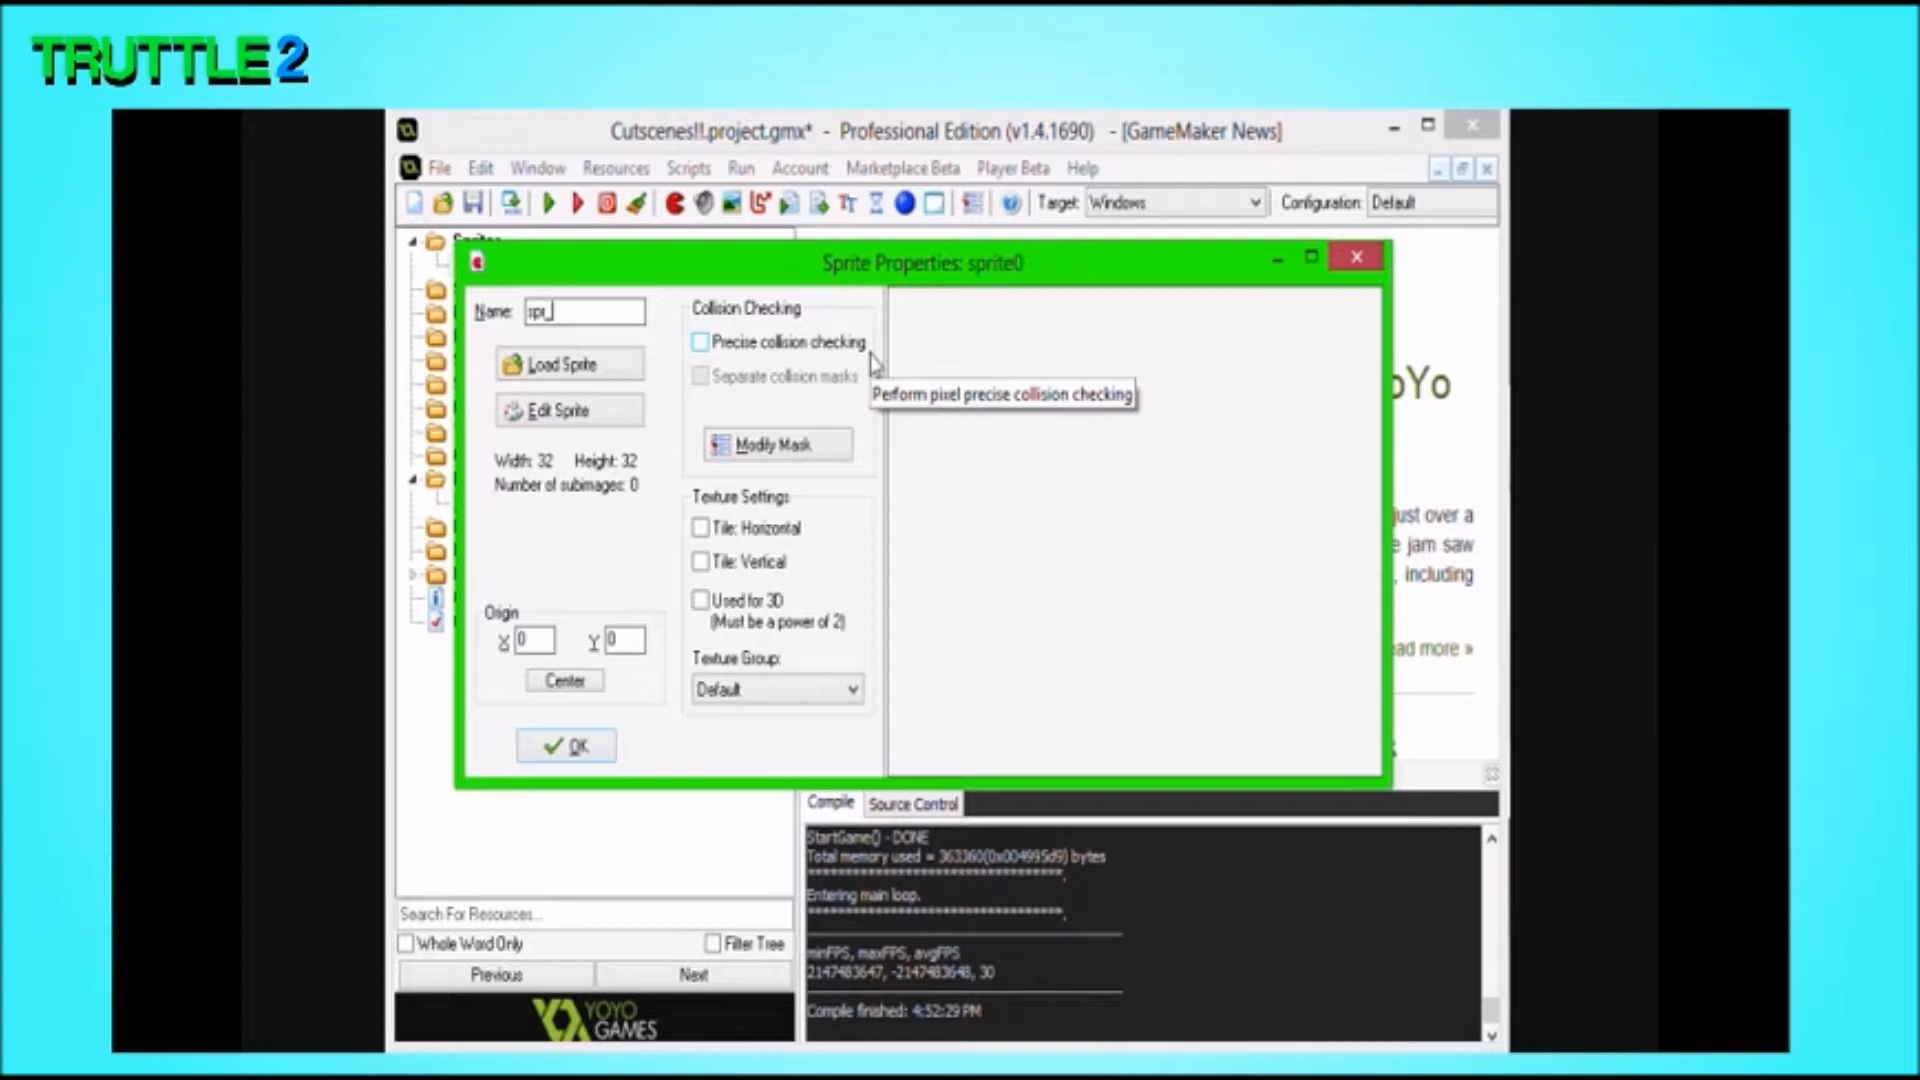 TRUTTLE2
Cutscenes!!.project.gmx* - Professional Edition (v1.4.1690) - [GameMaker News]
File Edit Window Resources Scripts Run Account Marketplace Beta Player Beta Help
Target: Windows Configuration: Default
Sprite Properties: sprite0
Name: spr_
Collision Checking
Precise collision checking
Load Sprite
Separate collision masks
Perform pixel precise collision checking
oYo
Edit Sprite
Modify Mask
Width: 32 Height: 32
Number of subimages: 0
Texture Settings
just over a
Tile: Horizontal
e jam saw
Tile: Vertical
, including
Used for 3D
(Must be a power of 2)
Origin
X 0 Y 0
ead more »
Texture Group:
Center
Default
OK
Compile Source Control
StartGame() - DONE
Total memory used = 363360(0x004995d9) bytes
***********************************.
Entering main loop.
***********************************.
minFPS, maxFPS, avgFPS
2147483647, -2147483648, 30
Compile finished: 4:52:29 PM
Search For Resources...
Whole Word Only Filter Tree
Previous Next
YOYO
GAMES™